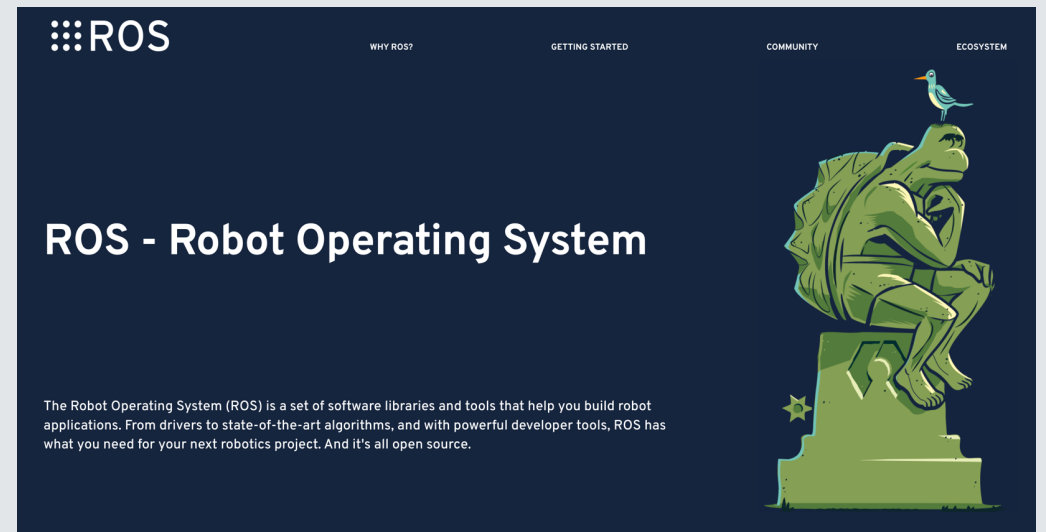 ROS
WHY ROS?
GETTING STARTED
COMMUNITY
ECOSYSTEM
ROS - Robot Operating System
The Robot Operating System (ROS) is a set of software libraries and tools that help you build robot
applications. From drivers to state-of-the-art algorithms, and with powerful developer tools, ROS has
what you need for your next robotics project. And it's all open source.